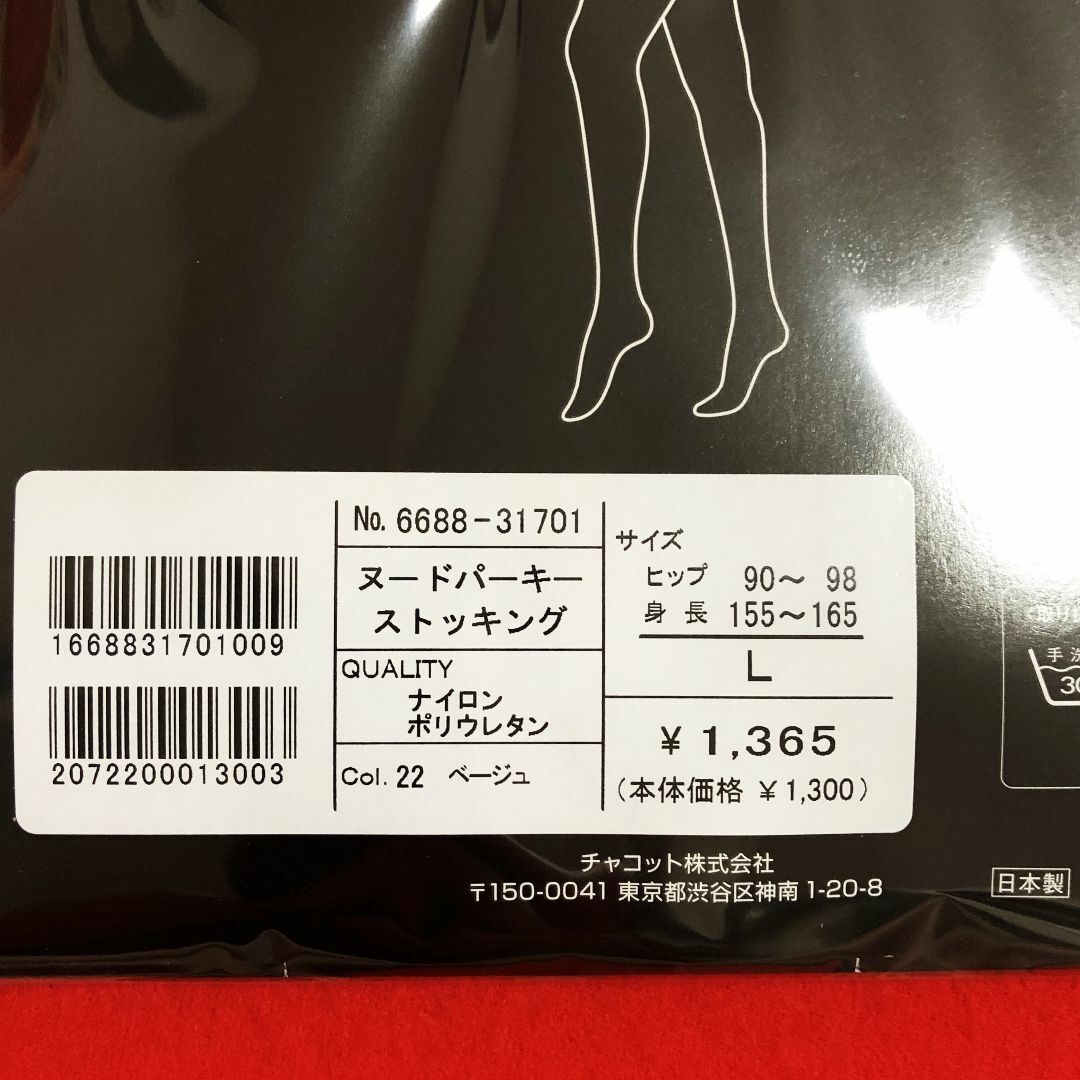 1668831701009
2072200013003
No. 6688-31701
ヌードパーキー
ストッキング
QUALITY
ナイロン
ポリウレタン
Col. 22 ベージュ
サイズ
ヒップ 90～ 98
身 長 155～165
L
¥ 1,365
(本体価格 ¥1,300)
手洗
30
チャコット株式会社
〒150-0041 東京都渋谷区神南1-20-8
日本製